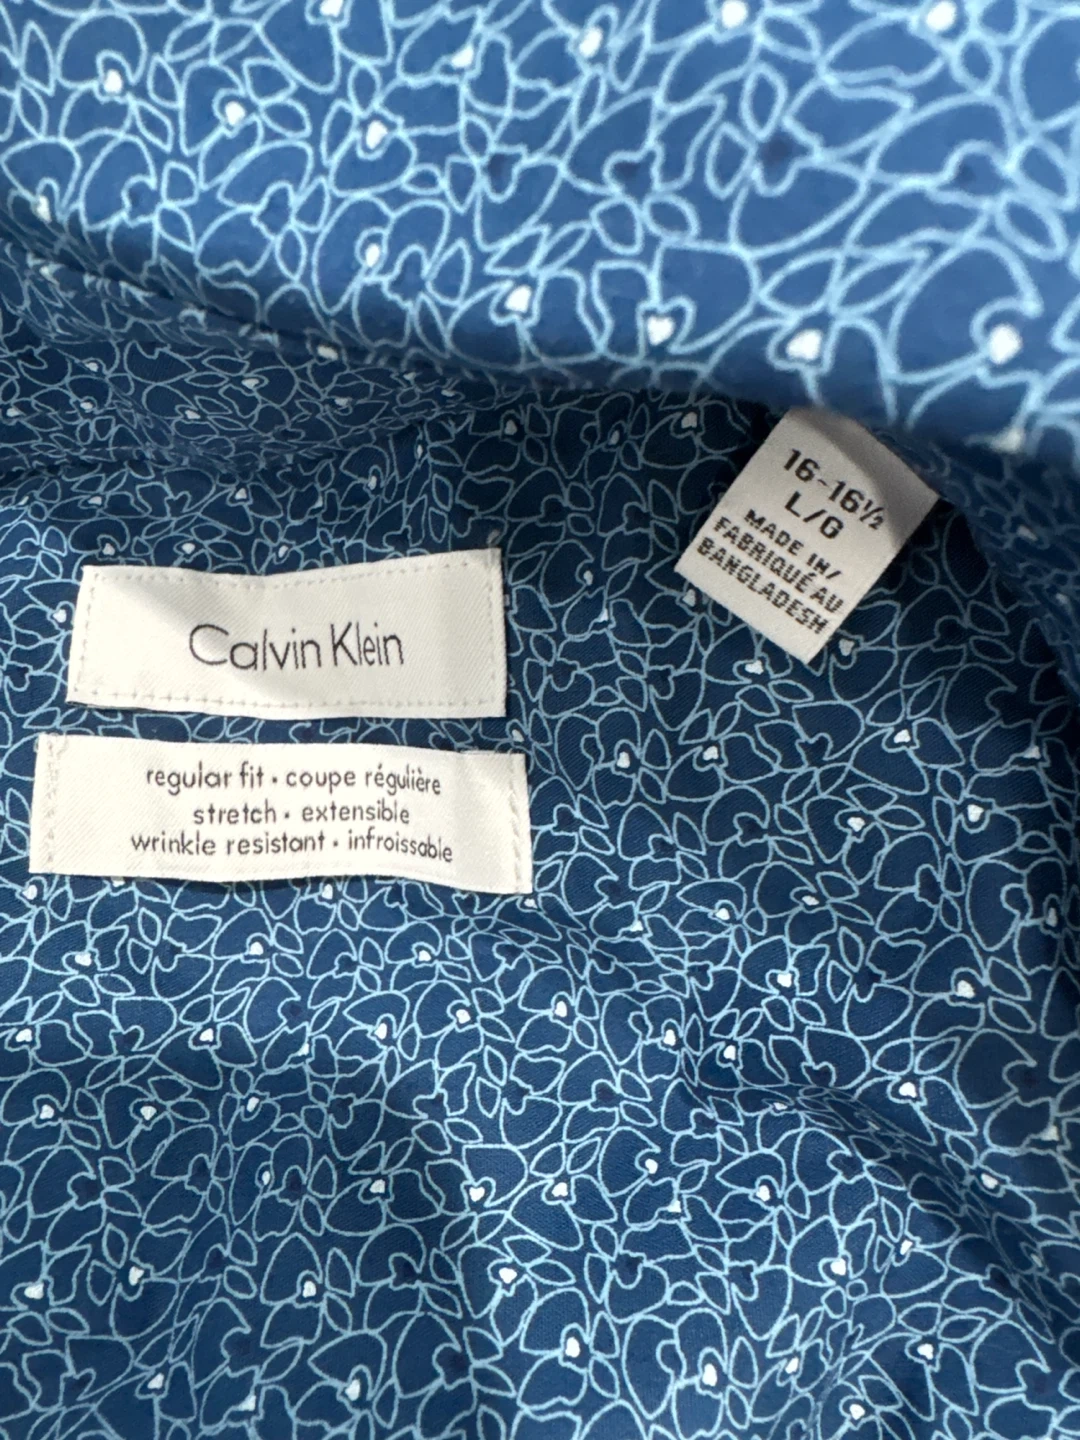 16-16½
L/G
MADE IN/
FABRIQUÉ AU
BANGLADESH
Calvin Klein
regular fit • coupe régulière
stretch • extensible
wrinkle resistant • infroissable